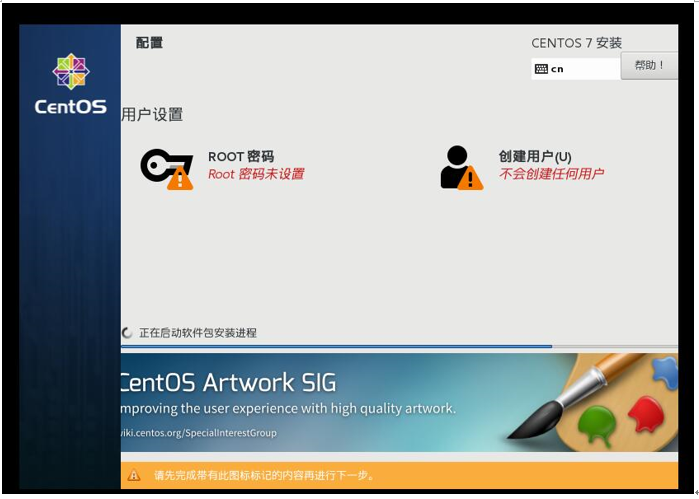 配置
CENTOS 7 安装
cn
帮助！
CentOS
用户设置
ROOT 密码
Root 密码未设置
创建用户(U)
不会创建任何用户
正在启动软件包安装进程
CentOS Artwork SIG
mproving the user experience with high quality artwork.
viki.centos.org/SpecialInterestGroup
请先完成带有此图标标记的内容再进行下一步。